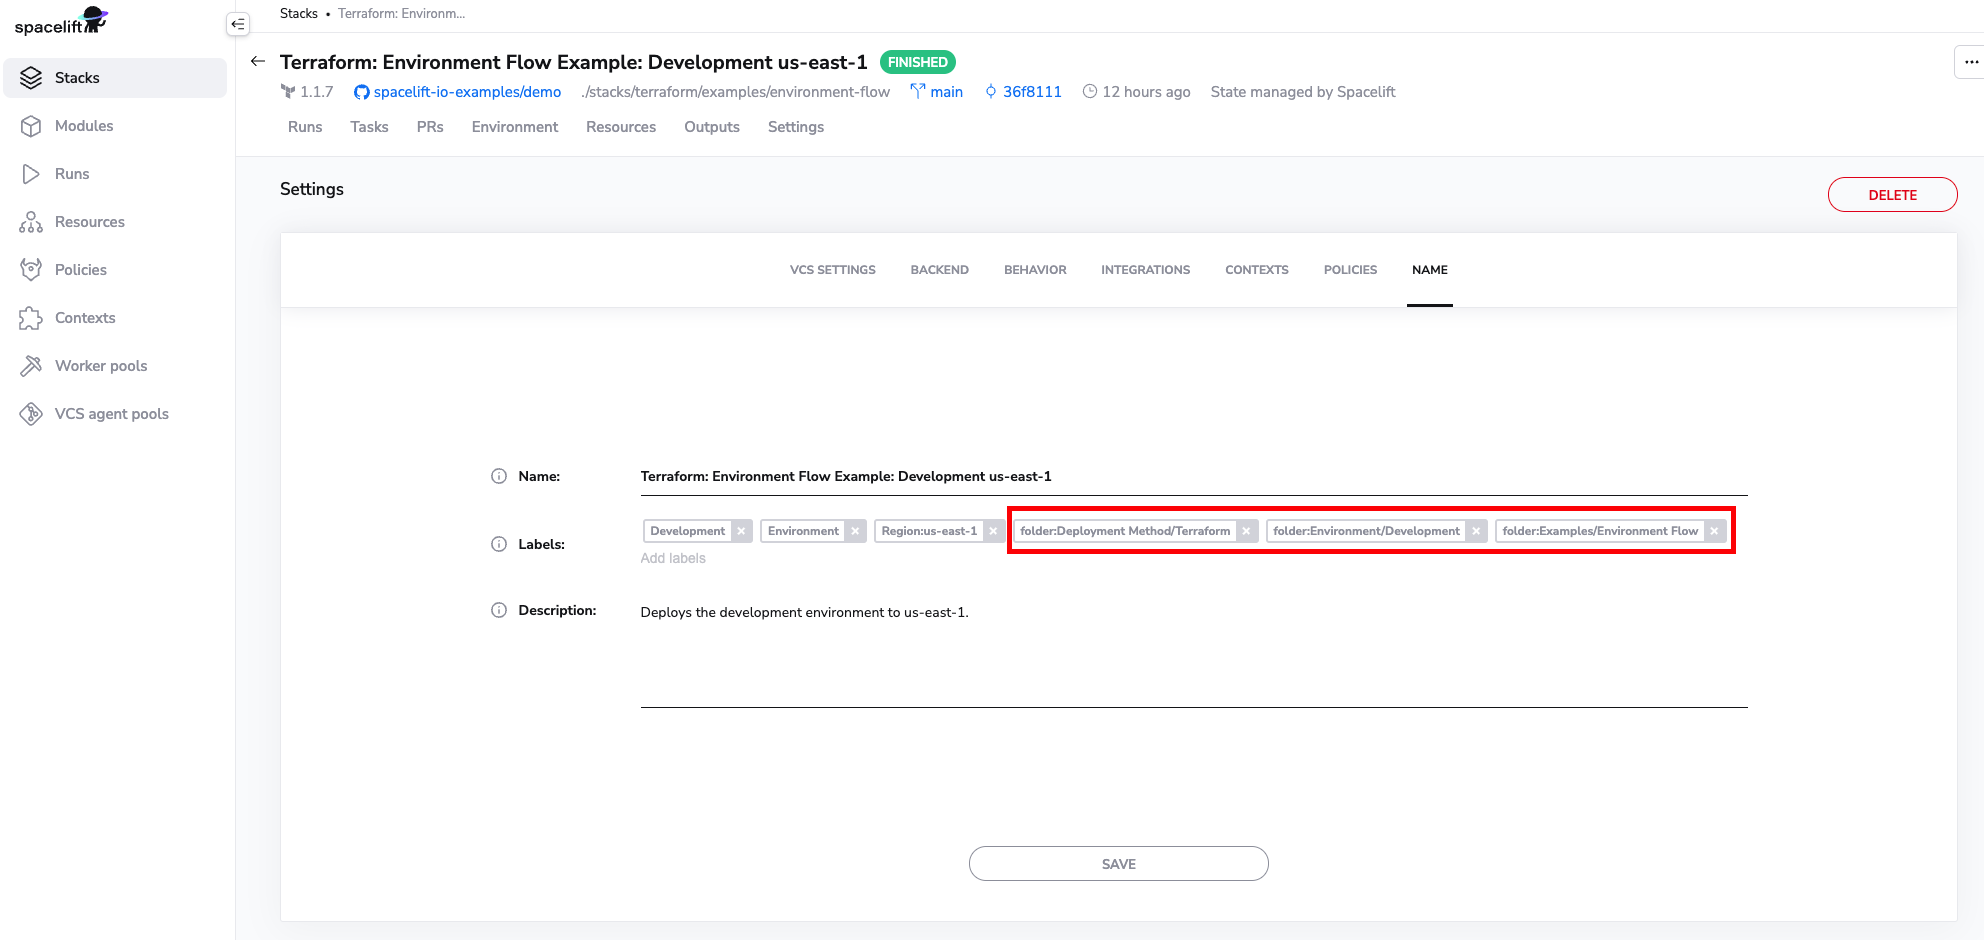 spacelift
Stacks • Terraform: Environm...
Stacks
Modules
Runs
Resources
Policies
Contexts
Worker pools
VCS agent pools
Terraform: Environment Flow Example: Development us-east-1 FINISHED
1.1.7 spacelift-io-examples/demo ./stacks/terraform/examples/environment-flow main 36f8111 12 hours ago State managed by Spacelift
Runs Tasks PRs Environment Resources Outputs Settings
Settings
DELETE
VCS SETTINGS BACKEND BEHAVIOR INTEGRATIONS CONTEXTS POLICIES NAME
Name: Terraform: Environment Flow Example: Development us-east-1
Labels: Development × Environment × Region:us-east-1 × folder:Deployment Method/Terraform × folder:Environment/Development × folder:Examples/Environment Flow ×
Add labels
Description: Deploys the development environment to us-east-1.
SAVE